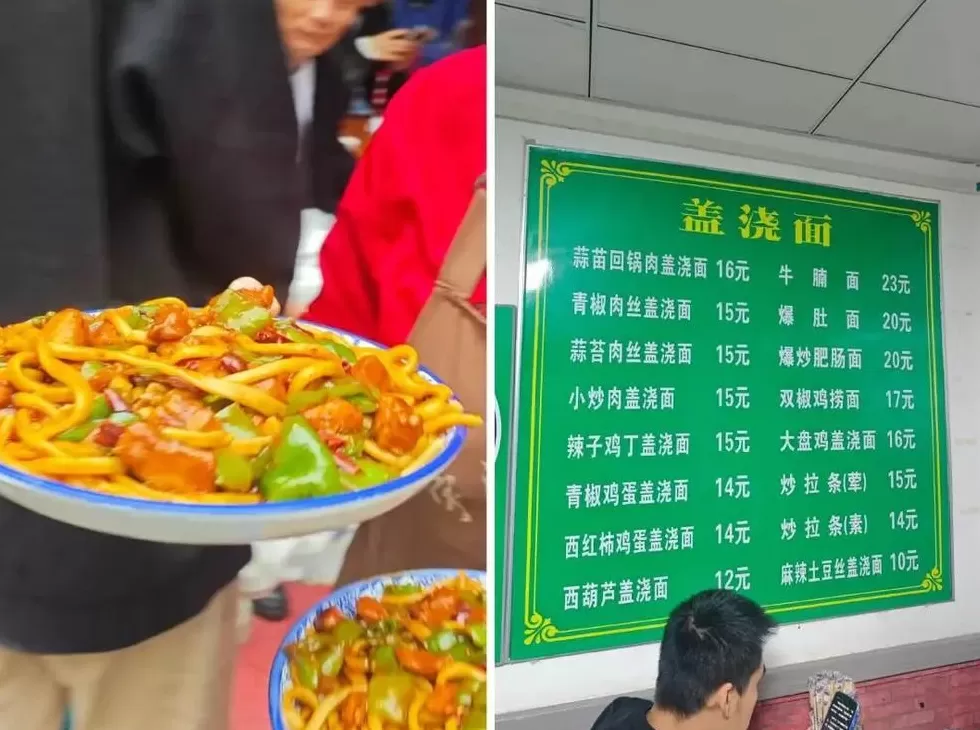 盖浇面
蒜苗回锅肉盖浇面 16元
青椒肉丝盖浇面 15元
蒜苔肉丝盖浇面 15元
小炒肉盖浇面 15元
辣子鸡丁盖浇面 15元
青椒鸡蛋盖浇面 14元
西红柿鸡蛋盖浇面 14元
西葫芦盖浇面 12元
牛腩面 23元
爆肚面 20元
爆炒肥肠面 20元
双椒鸡捞面 17元
大盘鸡盖浇面 16元
炒拉条(荤) 15元
炒拉条(素) 14元
麻辣土豆丝盖浇面 10元